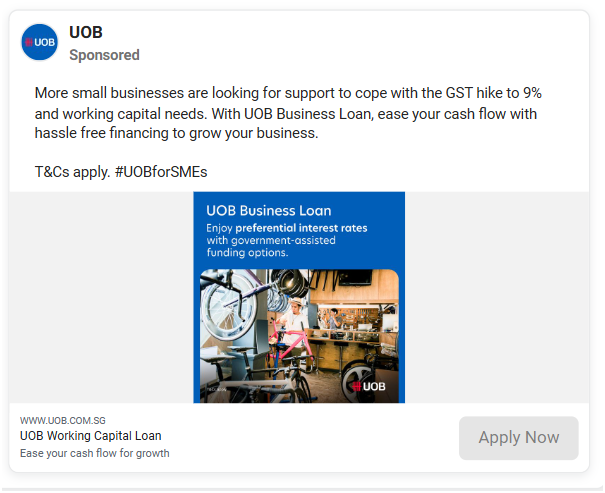 UOB
UOB
Sponsored
More small businesses are looking for support to cope with the GST hike to 9%
and working capital needs. With UOB Business Loan, ease your cash flow with
hassle free financing to grow your business.
T&Cs apply. #UOBforSMEs
UOB Business Loan
Enjoy preferential interest rates
with government-assisted
funding options.
UOB
WWW.UOB.COM.SG
UOB Working Capital Loan
Ease your cash flow for growth
Apply Now